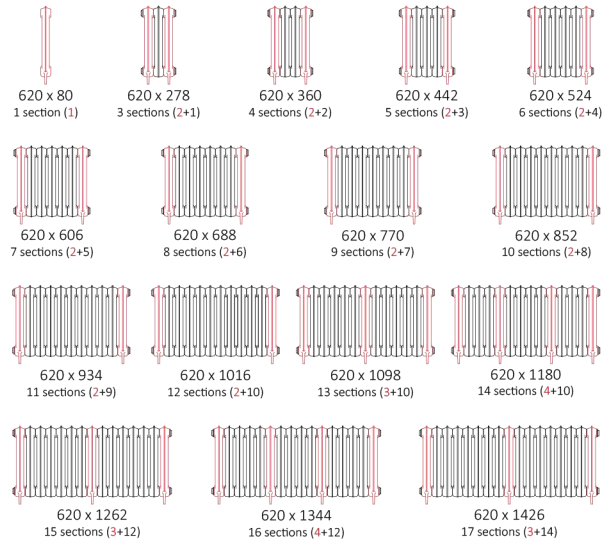 620 x 80
1 section (1)
620 x 278
3 sections (2+1)
620 x 360
4 sections (2+2)
620 x 442
5 sections (2+3)
620 x 524
6 sections (2+4)
620 x 606
7 sections (2+5)
620 x 688
8 sections (2+6)
620 x 770
9 sections (2+7)
620 x 852
10 sections (2+8)
620 x 934
11 sections (2+9)
620 x 1016
12 sections (2+10)
620 x 1098
13 sections (3+10)
620 x 1180
14 sections (4+10)
620 x 1262
15 sections (3+12)
620 x 1344
16 sections (4+12)
620 x 1426
17 sections (3+14)